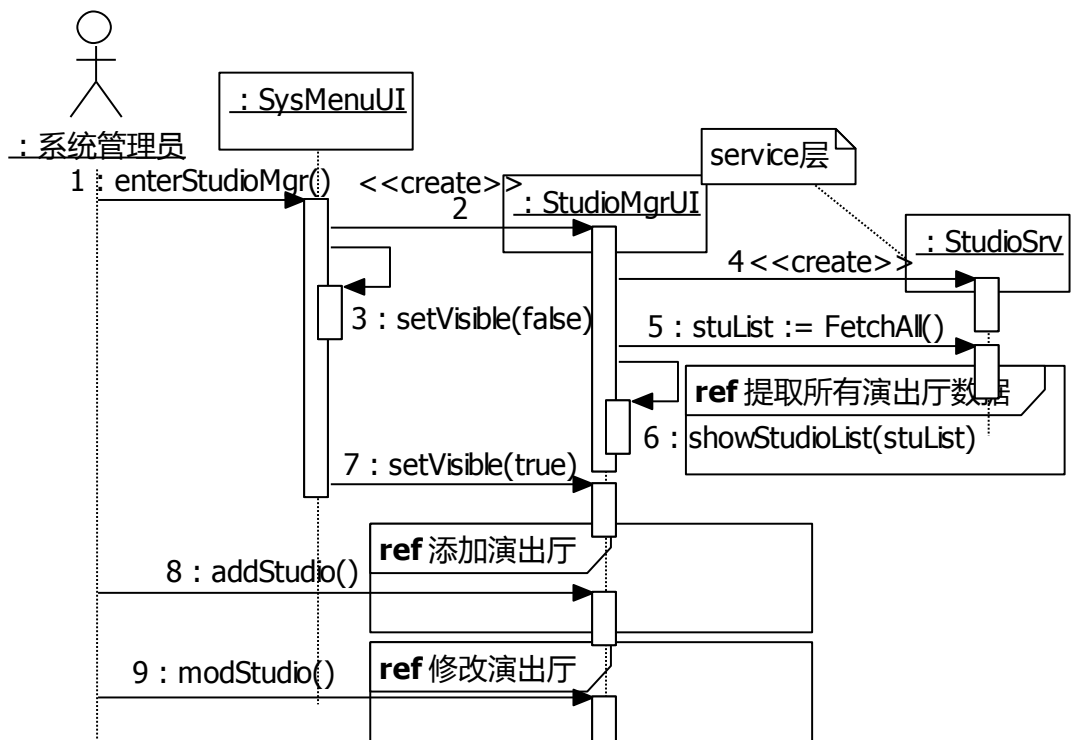 : SysMenuUI
: 系统管理员
service层
1 : enterStudioMgr()
<<create>>
2
: StudioMgrUI
: StudioSrv
4<<create>>
3 : setVisible(false)
5 : stuList := FetchAll()
ref 提取所有演出厅数据
6 : showStudioList(stuList)
7 : setVisible(true)
ref 添加演出厅
8 : addStudio()
ref 修改演出厅
9 : modStudio()